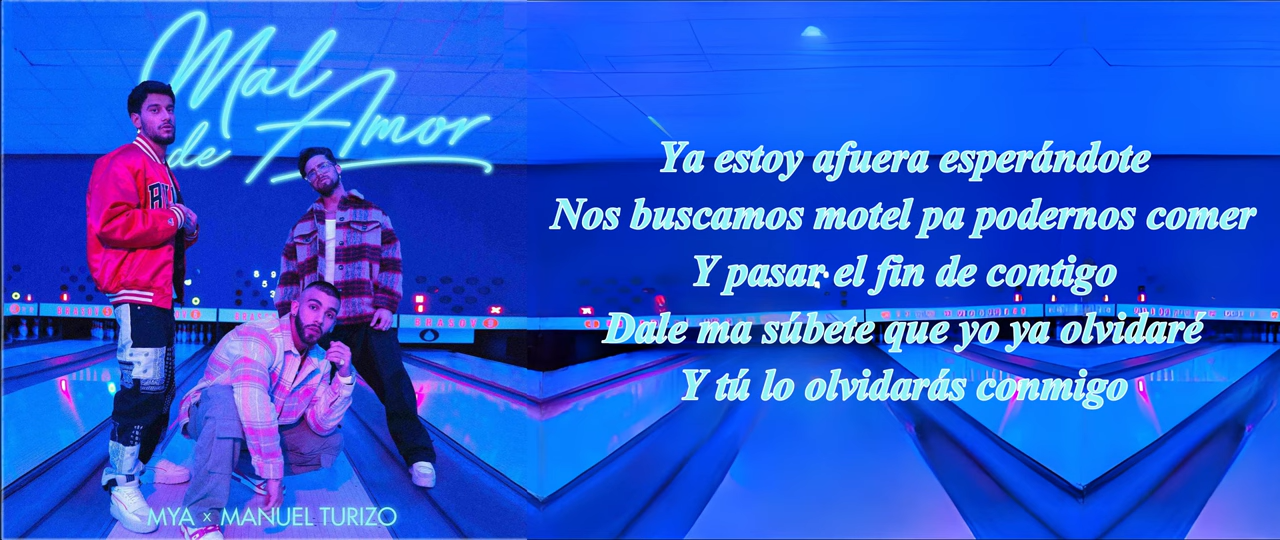 Mal
de Amor
MYA x MANUEL TURIZO
Ya estoy afuera esperándote
Nos buscamos motel pa podernos comer
Y pasar el fin de contigo
Dale ma súbete que yo ya olvidaré
Y tú lo olvidarás conmigo